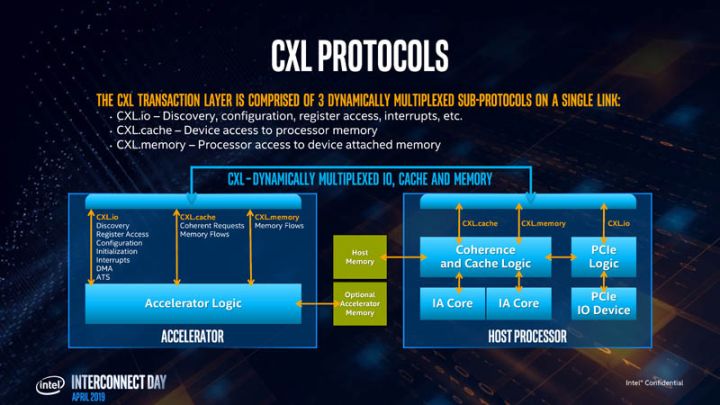 CXL PROTOCOLS
THE CXL TRANSACTION LAYER IS COMPRISED OF 3 DYNAMICALLY MULTIPLEXED SUB-PROTOCOLS ON A SINGLE LINK:
• CXL.io – Discovery, configuration, register access, interrupts, etc.
• CXL.cache – Device access to processor memory
• CXL.memory – Processor access to device attached memory
CXL – DYNAMICALLY MULTIPLEXED IO, CACHE AND MEMORY
CXL.io
Discovery
Register Access
Configuration
Initialization
Interrupts
DMA
ATS
CXL.cache
Coherent Requests
Memory Flows
CXL.memory
Memory Flows
Accelerator Logic
ACCELERATOR
Host
Memory
Optional
Accelerator
Memory
CXL.cache
CXL.memory
CXL.io
Coherence
and Cache Logic
PCIe
Logic
IA Core
IA Core
PCIe
IO Device
HOST PROCESSOR
intel
INTERCONNECT DAY
APRIL 2019
Intel® Confidential